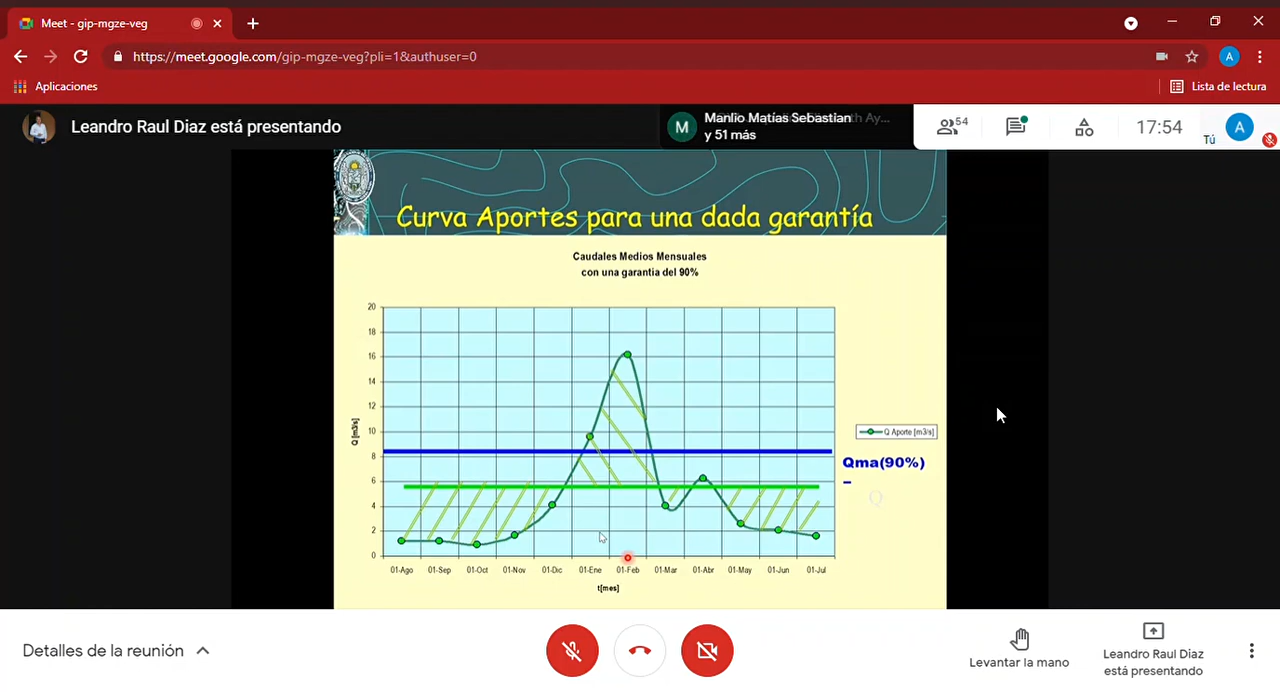 Meet - gip-mgze-veg
https://meet.google.com/gip-mgze-veg?pli=1&authuser=0
A
Aplicaciones
Lista de lectura
Leandro Raul Diaz está presentando
M
Manlio Matías Sebastian
y 51 más
54
17:54
Tú
A
Curva Aportes para una dada garantía
Caudales Medios Mensuales
con una garantia del 90%
20
18
16
14
12
10
8
6
4
2
0
Q [m3/s]
Q Aporte [m3/s]
Qma(90%)
01-Ago 01-Sep 01-Oct 01-Nov 01-Dic 01-Ene 01-Feb 01-Mar 01-Abr 01-May 01-Jun 01-Jul
t[mes]
Detalles de la reunión
Levantar la mano
Leandro Raul Diaz
está presentando